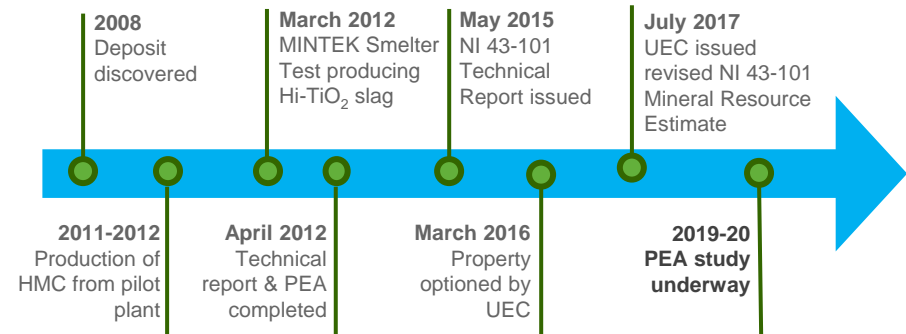 2008
Deposit
discovered
March 2012
MINTEK Smelter
Test producing
Hi-TiO₂ slag
May 2015
NI 43-101
Technical
Report issued
July 2017
UEC issued
revised NI 43-101
Mineral Resource
Estimate
2011-2012
Production of
HMC from pilot
plant
April 2012
Technical
report & PEA
completed
March 2016
Property
optioned by
UEC
2019-20
PEA study
underway